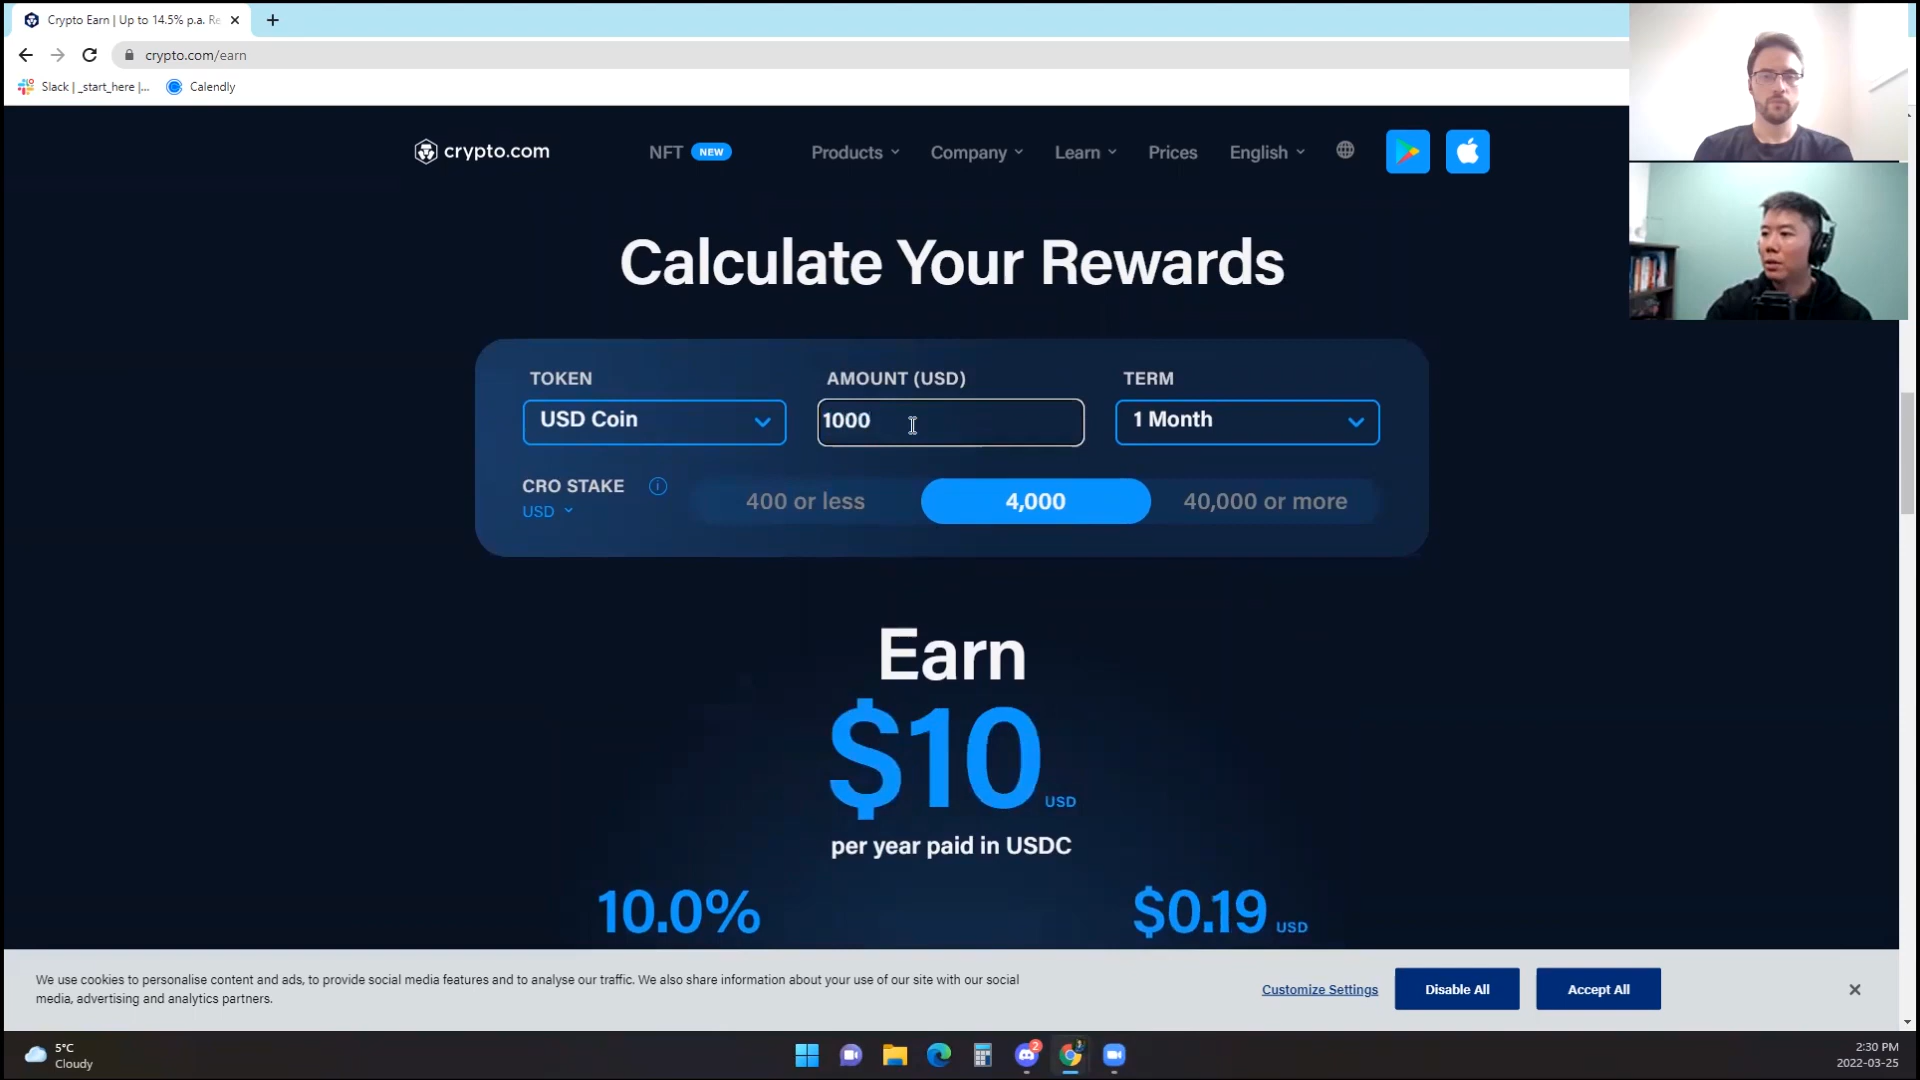 Crypto Earn | Up to 14.5% p.a. Re
crypto.com/earn
Slack | _start_here |...
Calendly
crypto.com
NFT NEW
Products
Company
Learn
Prices
English
Calculate Your Rewards
TOKEN
AMOUNT (USD)
TERM
USD Coin
1000
1 Month
CRO STAKE
USD
400 or less
4,000
40,000 or more
Earn
$10 USD
per year paid in USDC
10.0%
$0.19 USD
We use cookies to personalise content and ads, to provide social media features and to analyse our traffic. We also share information about your use of our site with our social
media, advertising and analytics partners.
Customize Settings
Disable All
Accept All
5°C
Cloudy
2
2:30 PM
2022-03-25